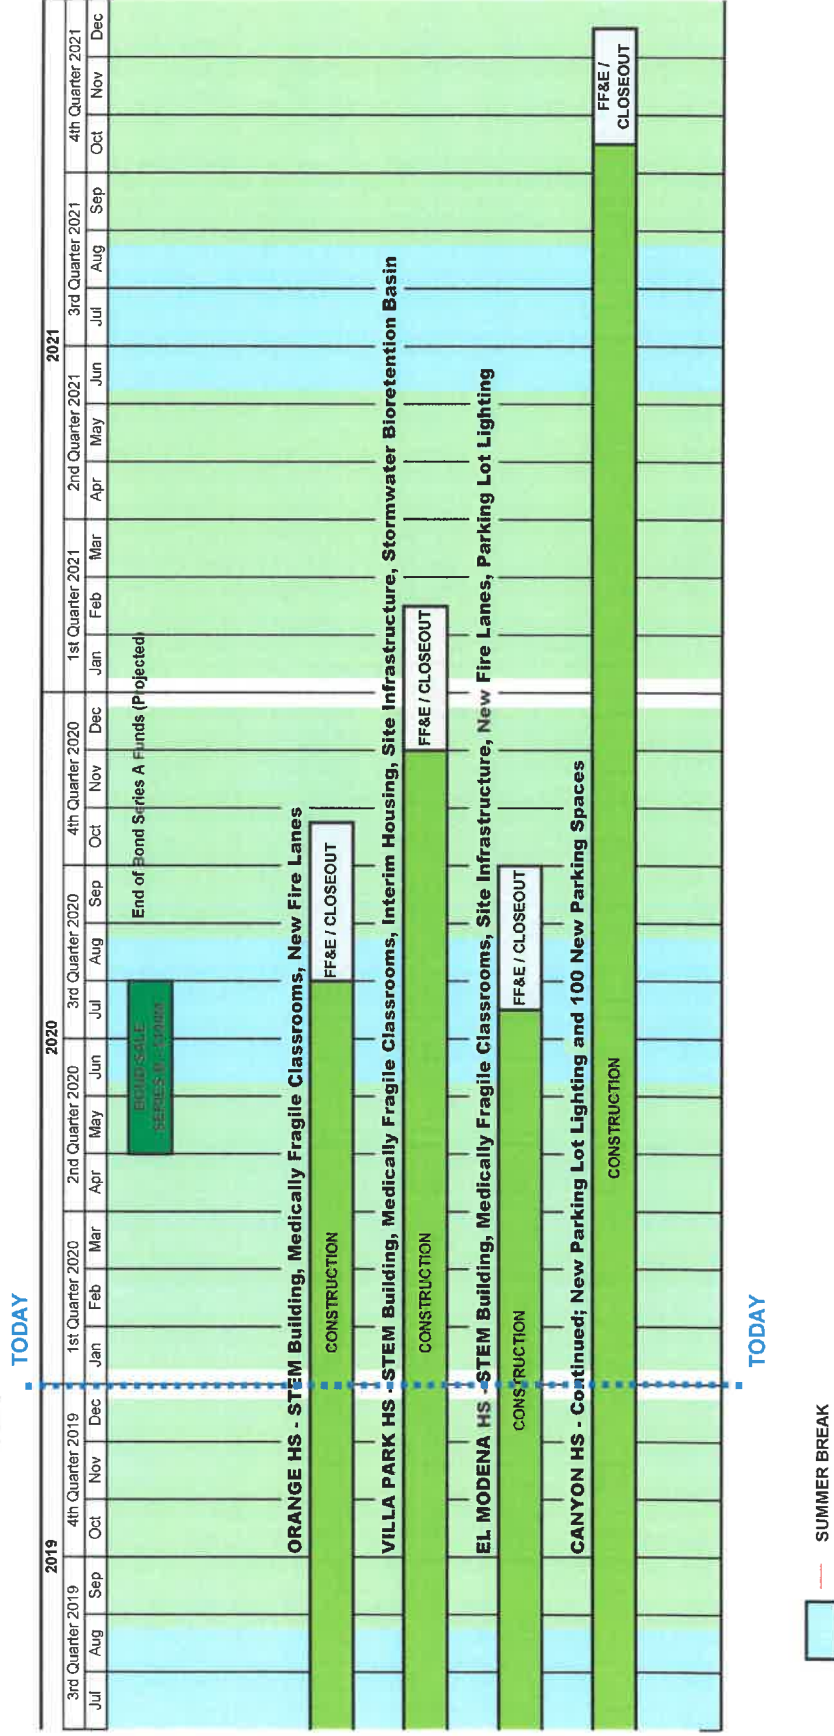 TODAY
2019
2020
2021
3rd Quarter 2019
4th Quarter 2019
1st Quarter 2020
2nd Quarter 2020
3rd Quarter 2020
4th Quarter 2020
1st Quarter 2021
2nd Quarter 2021
3rd Quarter 2021
4th Quarter 2021
Jul Aug Sep Oct Nov Dec Jan Feb Mar Apr May Jun Jul Aug Sep Oct Nov Dec Jan Feb Mar Apr May Jun Jul Aug Sep Oct Nov Dec
BOND SALE
SERIES
End of Bond Series A Funds (Projected)
ORANGE HS - STEM Building, Medically Fragile Classrooms, New Fire Lanes
CONSTRUCTION
FF&E / CLOSEOUT
VILLA PARK HS - STEM Building, Medically Fragile Classrooms, Interim Housing, Site Infrastructure, Stormwater Bioretention Basin
CONSTRUCTION
FF&E / CLOSEOUT
EL MODENA HS - STEM Building, Medically Fragile Classrooms, Site Infrastructure, New Fire Lanes, Parking Lot Lighting
CONSTRUCTION
FF&E / CLOSEOUT
CANYON HS - Continued; New Parking Lot Lighting and 100 New Parking Spaces
CONSTRUCTION
FF&E /
CLOSEOUT
TODAY
SUMMER BREAK